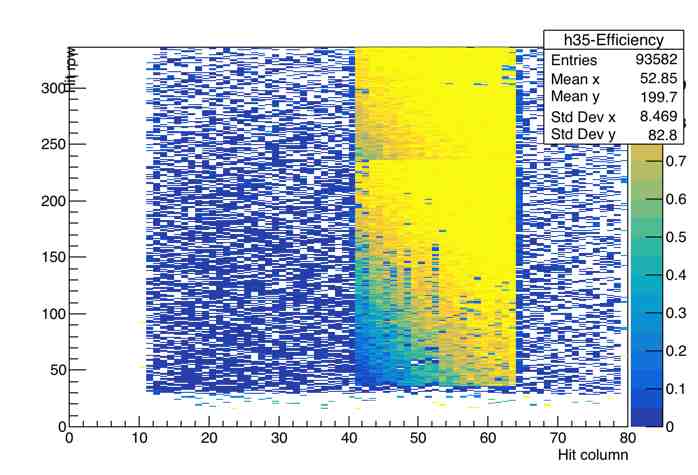 h35-Efficiency
Entries 93582
Mean x 52.85
Mean y 199.7
Std Dev x 8.469
Std Dev y 82.8
300
250
200
150
100
50
0
0.7
0.6
0.5
0.4
0.3
0.2
0.1
0
0 10 20 30 40 50 60 70 80
Hit column